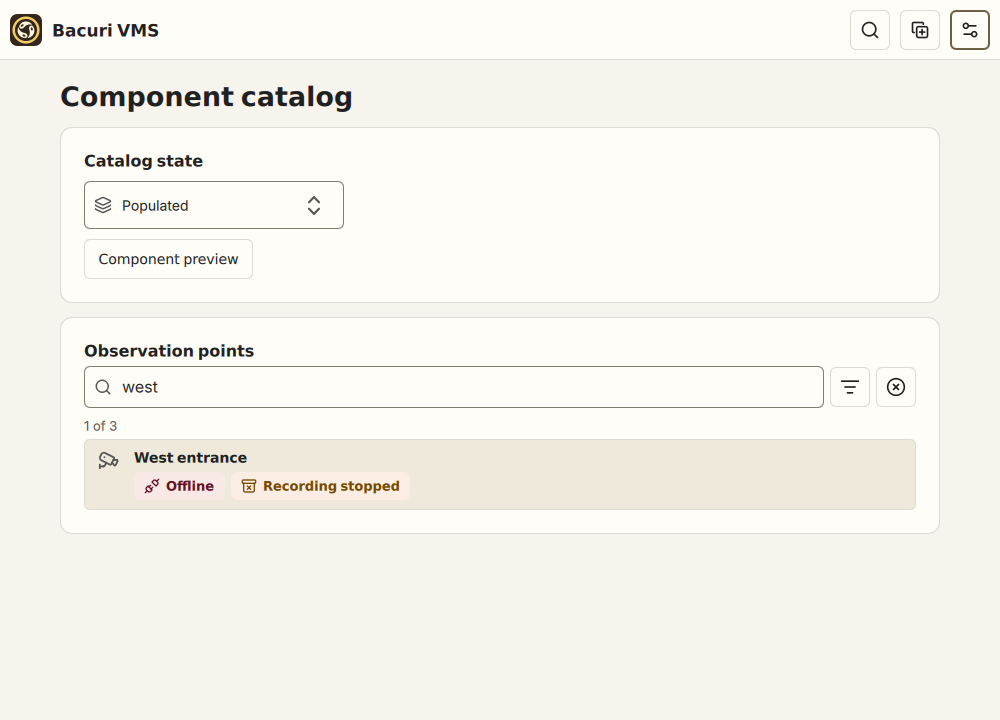 Bacuri VMS
Component catalog
Catalog state
Populated
Component preview
Observation points
west
1 of 3
West entrance
Offline
Recording stopped